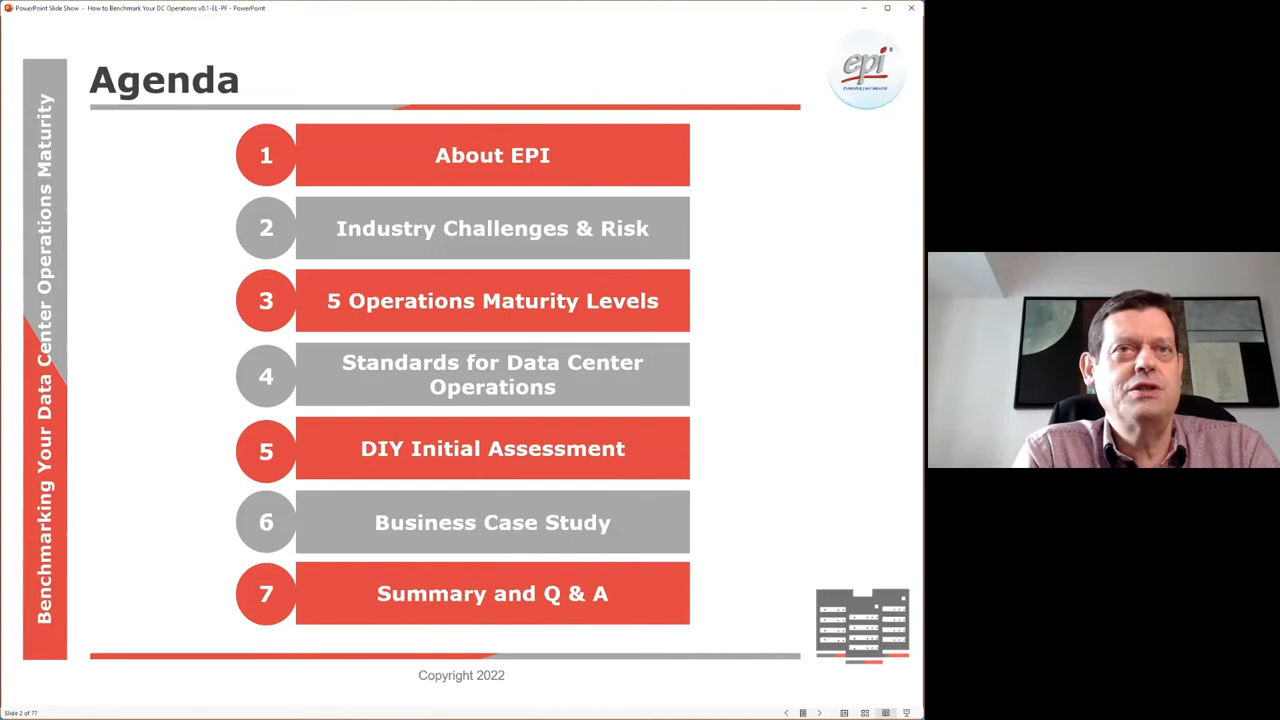 PowerPoint Slide Show - How to Benchmark Your DC Operations v0.1-EL-PF - PowerPoint
Benchmarking Your Data Center Operations Maturity
Agenda
epi
®
1
About EPI
2
Industry Challenges & Risk
3
5 Operations Maturity Levels
4
Standards for Data Center
Operations
5
DIY Initial Assessment
6
Business Case Study
7
Summary and Q & A
Copyright 2022
Slide 2 of 77